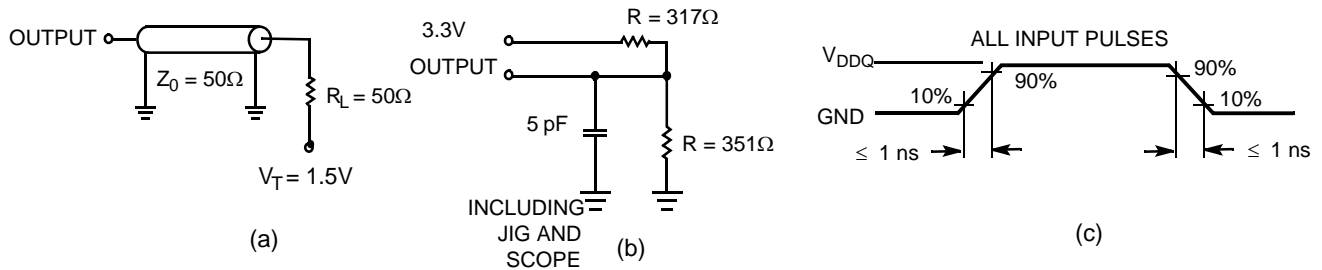 OUTPUT
Z0 = 50Ω
RL = 50Ω
VT = 1.5V
(a)
R = 317Ω
3.3V
OUTPUT
5 pF
R = 351Ω
INCLUDING
JIG AND
SCOPE
(b)
ALL INPUT PULSES
VDDQ
GND
10%
90%
90%
10%
≤ 1 ns
≤ 1 ns
(c)